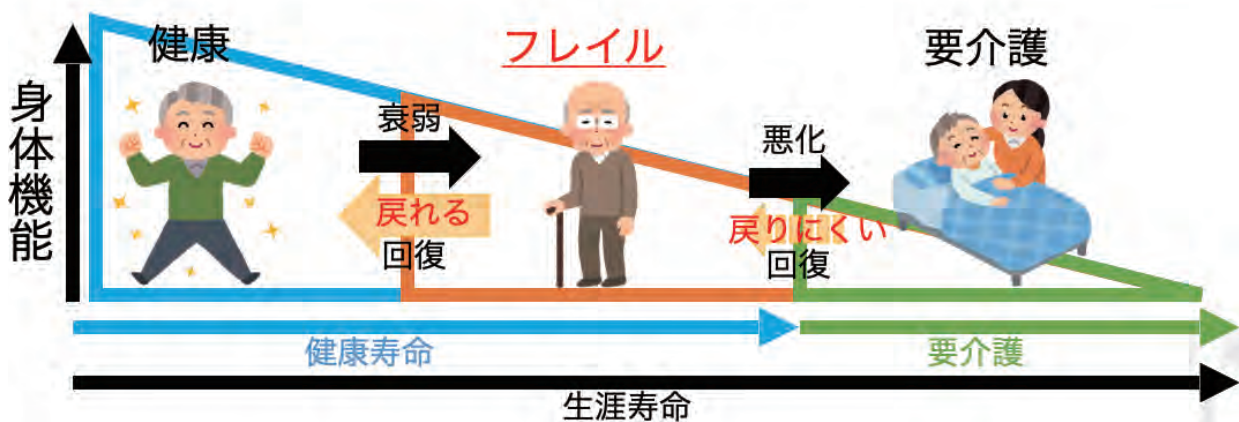 健康
フレイル
要介護
身体機能
衰弱
戻れる
回復
悪化
戻りにくい
回復
健康寿命
要介護
生涯寿命